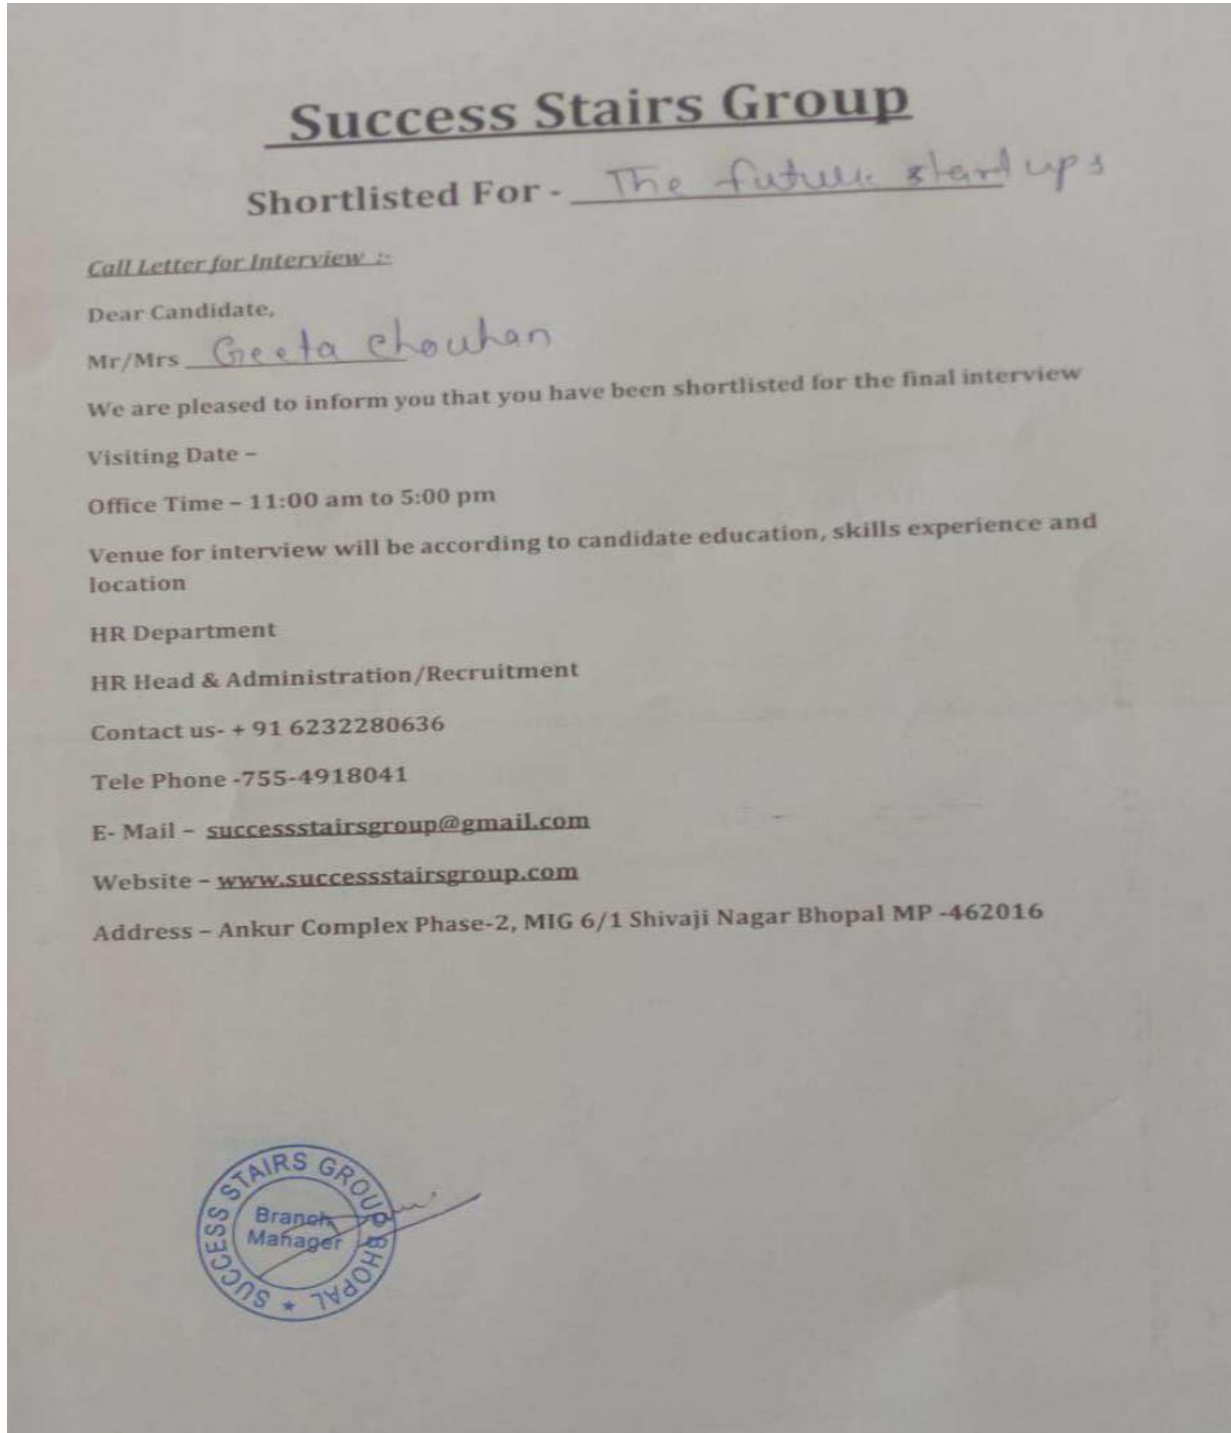 Success Stairs Group
Shortlisted For - The future startups
Call Letter for Interview :-
Dear Candidate,
Mr/Mrs Geeta Chouhan
We are pleased to inform you that you have been shortlisted for the final interview
Visiting Date –
Office Time – 11:00 am to 5:00 pm
Venue for interview will be according to candidate education, skills experience and
location
HR Department
HR Head & Administration/Recruitment
Contact us- + 91 6232280636
Tele Phone -755-4918041
E- Mail – successstairsgroup@gmail.com
Website – www.successstairsgroup.com
Address – Ankur Complex Phase-2, MIG 6/1 Shivaji Nagar Bhopal MP -462016
SUCCESS STAIRS GROUP BHOPAL
Branch
Manager